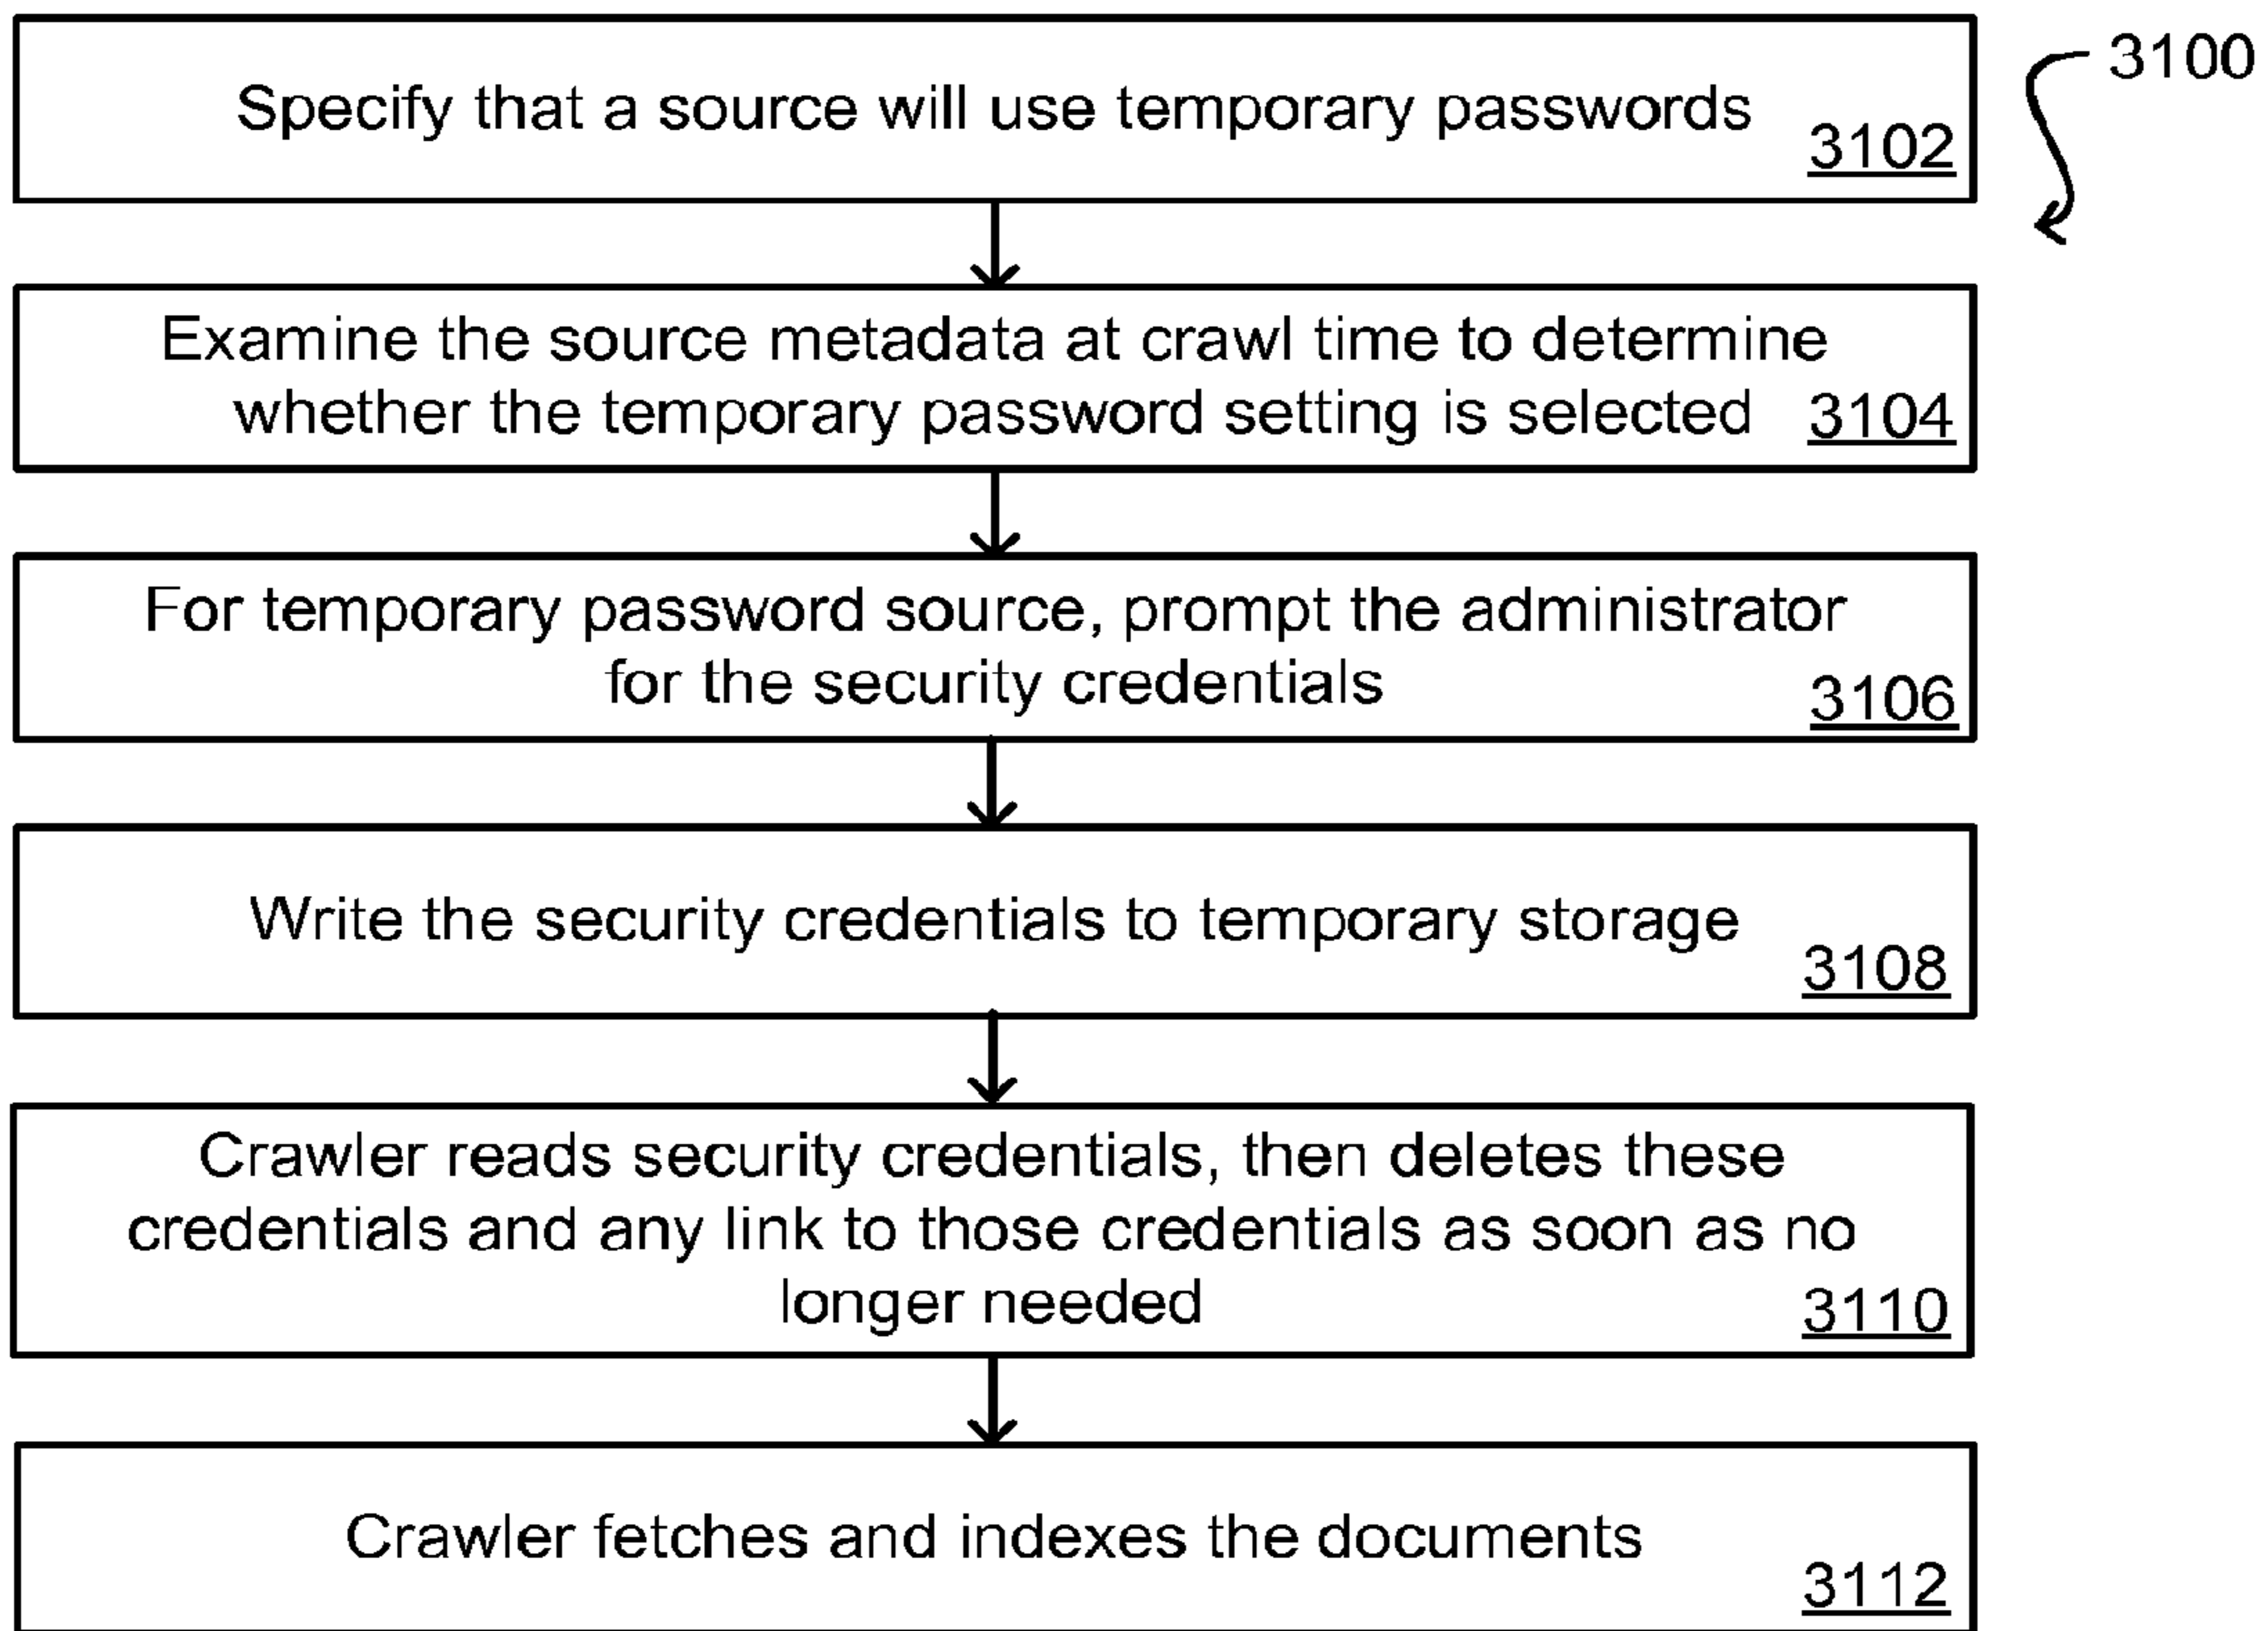 3100
Specify that a source will use temporary passwords
3102
Examine the source metadata at crawl time to determine
whether the temporary password setting is selected 3104
For temporary password source, prompt the administrator
for the security credentials
3106
Write the security credentials to temporary storage
3108
Crawler reads security credentials, then deletes these
credentials and any link to those credentials as soon as no
longer needed
3110
Crawler fetches and indexes the documents
3112